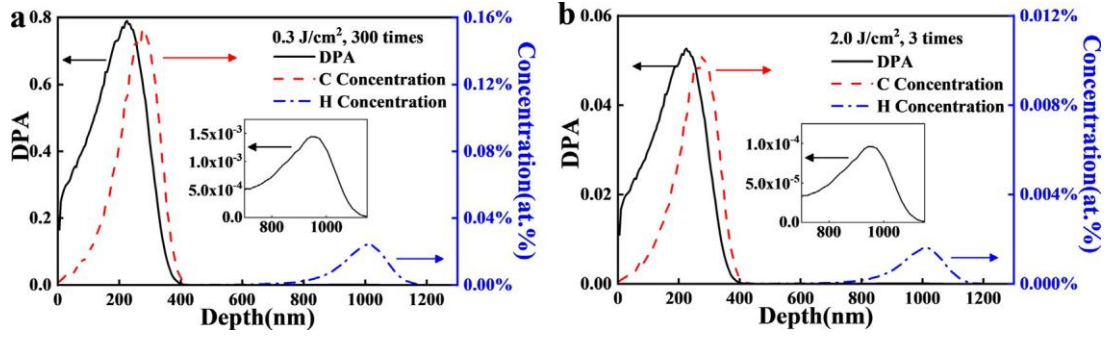 a
0.3 J/cm², 300 times
DPA
C Concentration
H Concentration
DPA
0.8
0.6
0.4
0.2
0.0
1.5x10⁻³
1.0x10⁻³
5.0x10⁻⁴
0.0
800 1000
0.16%
0.12%
0.08%
0.04%
0.00%
Concentration(at.%)
0 200 400 600 800 1000 1200
Depth(nm)
b
2.0 J/cm², 3 times
DPA
C Concentration
H Concentration
DPA
0.06
0.04
0.02
0.00
1.0x10⁻⁴
5.0x10⁻⁵
0.0
800 1000
0.012%
0.008%
0.004%
0.000%
Concentration(at.%)
0 200 400 600 800 1000 1200
Depth(nm)